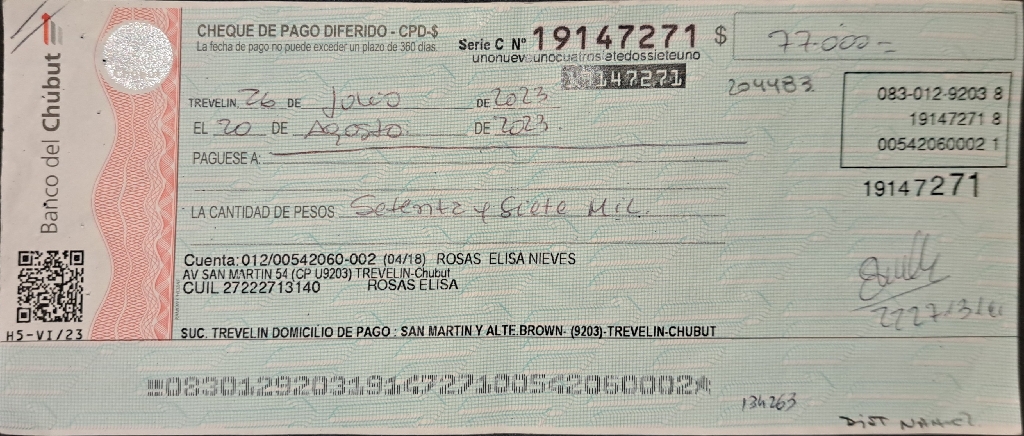 Banco del Chubut
CHEQUE DE PAGO DIFERIDO - CPD-$
La fecha de pago no puede exceder un plazo de 360 días.
Serie C Nº 19147271 $ 77.000=
unonueveunocuatrosietedossieteuno
19147271
204483
TREVELIN, 26 DE Junio DE 2023
EL 20 DE Agosto DE 2023.
083-012-9203 8
19147271 8
00542060002 1
PAGUESE A:
19147271
LA CANTIDAD DE PESOS Setenta y Siete Mil.
Cuenta: 012/00542060-002 (04/18) ROSAS ELISA NIEVES
AV SAN MARTIN 54 (CP U9203) TREVELIN-Chubut
CUIL 27222713140 ROSAS ELISA
SUC. TREVELIN DOMICILIO DE PAGO : SAN MARTIN Y ALTE.BROWN- (9203)-TREVELIN-CHUBUT
H5-VI/23
08301292031914727100542060002
134263
DIST